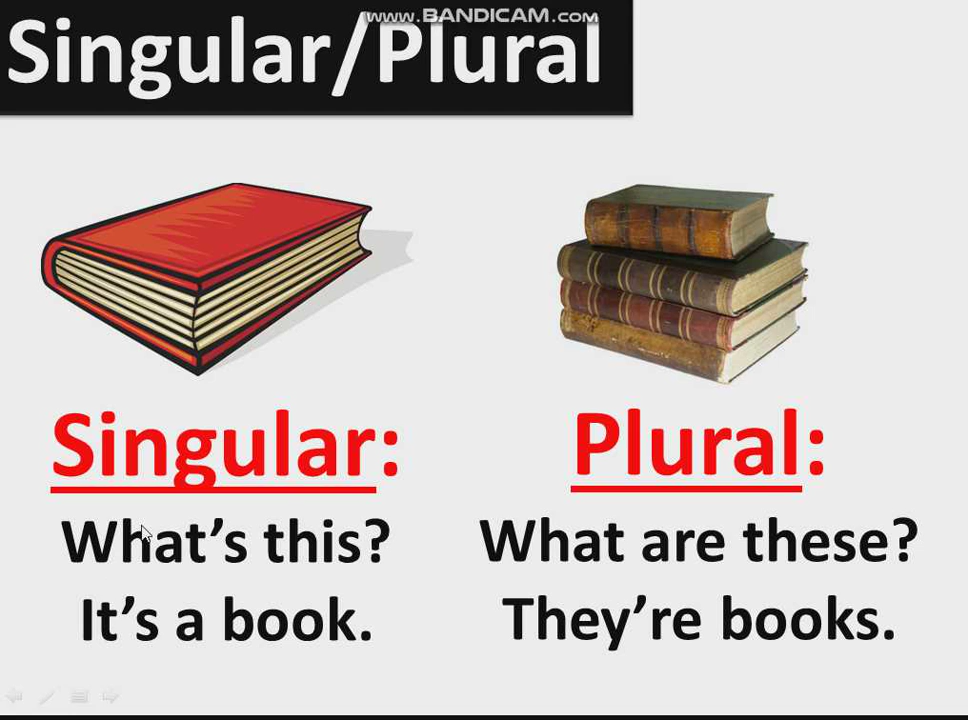 www.BANDICAM.com
Singular/Plural
Singular:
What's this?
It's a book.
Plural:
What are these?
They're books.